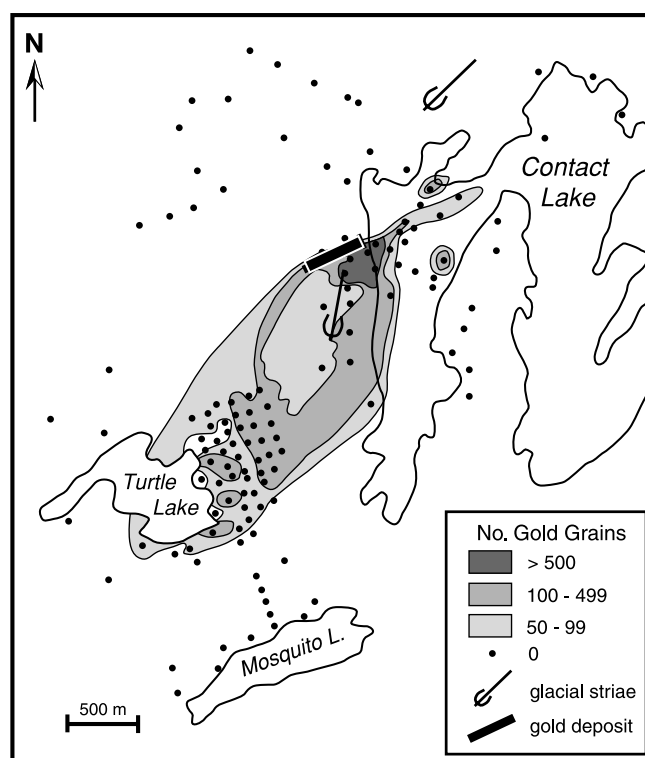 N
Contact
Lake
Turtle
Lake
Mosquito L.
500 m
No. Gold Grains
> 500
100 - 499
50 - 99
0
glacial striae
gold deposit